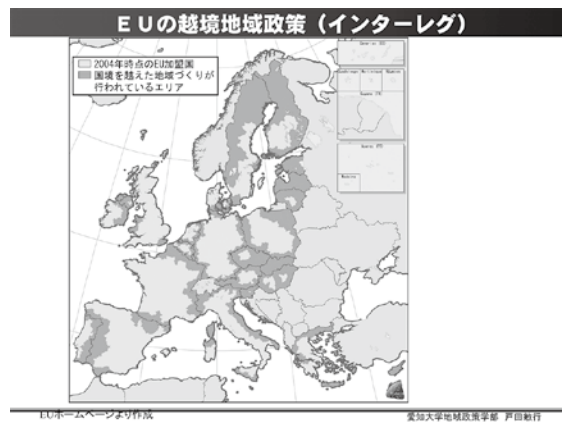 ＥＵの越境地域政策（インターレグ）
2004年時点のEU加盟国
国境を越えた地域づくりが
行われているエリア
EUホームページより作成
愛知大学地域政策学部 戸田敏行